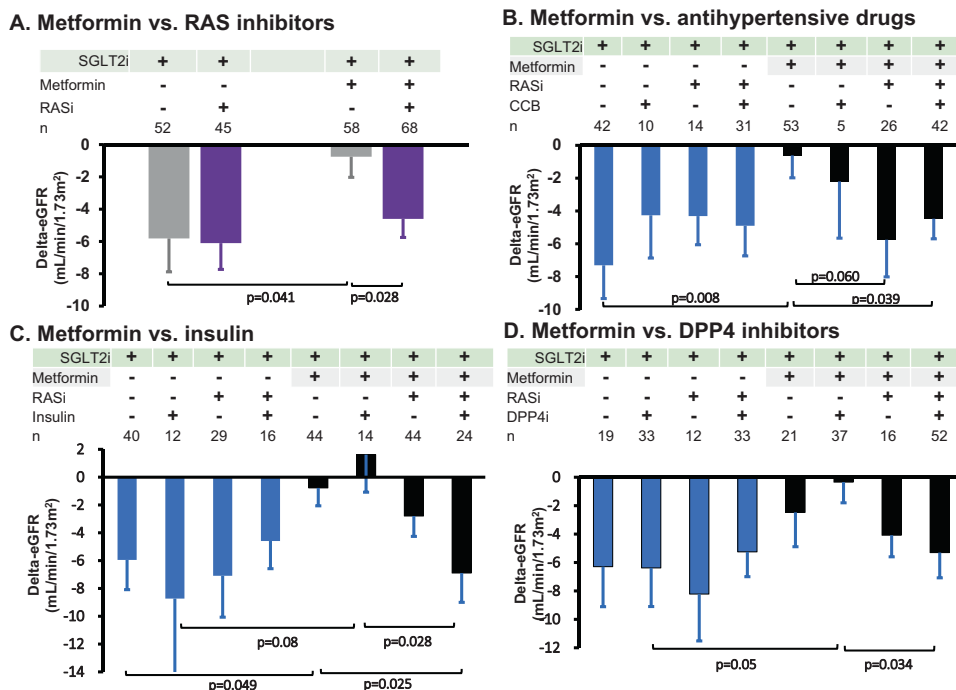 A. Metformin vs. RAS inhibitors
SGLT2i + + + +
Metformin - - + +
RASi - + - +
n 52 45 58 68
Delta-eGFR
(mL/min/1.73m²)
0
-2
-4
-6
-8
-10
p=0.041
p=0.028
B. Metformin vs. antihypertensive drugs
SGLT2i + + + + + + + +
Metformin - - - - + + + +
RASi - - + + - - + +
CCB - + - + - + - +
n 42 10 14 31 53 5 26 42
Delta-eGFR
(mL/min/1.73m²)
0
-2
-4
-6
-8
-10
p=0.060
p=0.008
p=0.039
C. Metformin vs. insulin
SGLT2i + + + + + + + +
Metformin - - - - + + + +
RASi - - + + - - + +
Insulin - + - + - + - +
n 40 12 29 16 44 14 44 24
Delta-eGFR
(mL/min/1.73m²)
2
0
-2
-4
-6
-8
-10
-12
-14
p=0.08
p=0.028
p=0.049
p=0.025
D. Metformin vs. DPP4 inhibitors
SGLT2i + + + + + + + +
Metformin - - - - + + + +
RASi - - + + - - + +
DPP4i - + - + - + - +
n 19 33 12 33 21 37 16 52
Delta-eGFR
(mL/min/1.73m²)
0
-2
-4
-6
-8
-10
-12
p=0.05
p=0.034